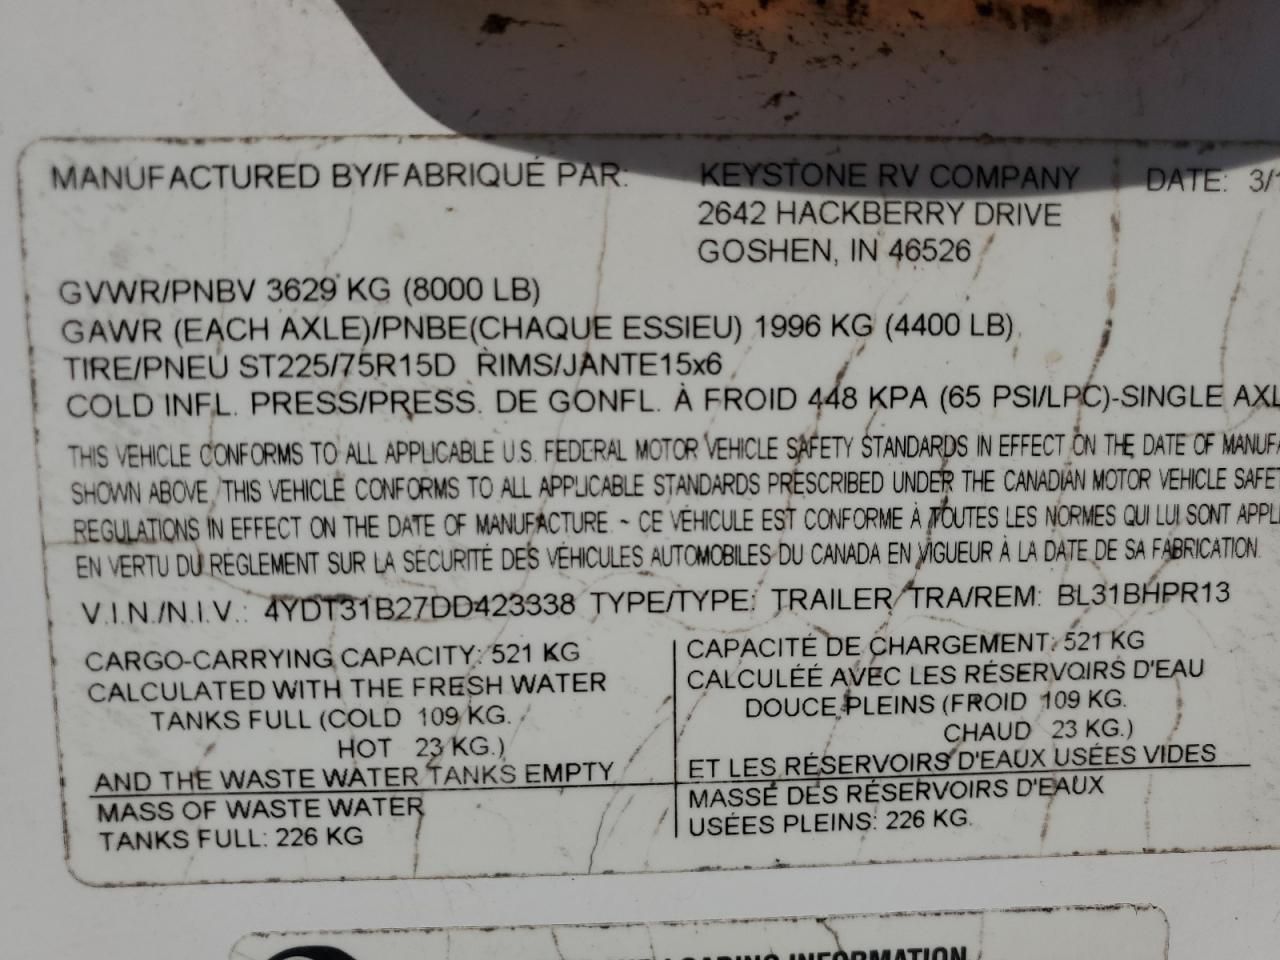 MANUFACTURED BY/FABRIQUÉ PAR: KEYSTONE RV COMPANY DATE: 3/
2642 HACKBERRY DRIVE
GOSHEN, IN 46526
GVWR/PNBV 3629 KG (8000 LB)
GAWR (EACH AXLE)/PNBE(CHAQUE ESSIEU) 1996 KG (4400 LB)
TIRE/PNEU ST225/75R15D RIMS/JANTE15x6
COLD INFL. PRESS/PRESS. DE GONFL. À FROID 448 KPA (65 PSI/LPC)-SINGLE AXL
THIS VEHICLE CONFORMS TO ALL APPLICABLE U.S. FEDERAL MOTOR VEHICLE SAFETY STANDARDS IN EFFECT ON THE DATE OF MANUFA
SHOWN ABOVE, THIS VEHICLE CONFORMS TO ALL APPLICABLE STANDARDS PRESCRIBED UNDER THE CANADIAN MOTOR VEHICLE SAFET
REGULATIONS IN EFFECT ON THE DATE OF MANUFACTURE. ~ CE VÉHICULE EST CONFORME À TOUTES LES NORMES QUI LUI SONT APPLI
EN VERTU DU RÈGLEMENT SUR LA SÉCURITÉ DES VÉHICULES AUTOMOBILES DU CANADA EN VIGUEUR À LA DATE DE SA FABRICATION.
V.I.N./N.I.V.: 4YDT31B27DD423338 TYPE/TYPE: TRAILER/TRA/REM: BL31BHPR13
CARGO-CARRYING CAPACITY: 521 KG
CALCULATED WITH THE FRESH WATER
TANKS FULL (COLD 109 KG.
HOT 23 KG.)
AND THE WASTE WATER TANKS EMPTY
MASS OF WASTE WATER
TANKS FULL: 226 KG
CAPACITÉ DE CHARGEMENT: 521 KG
CALCULÉÉ AVEC LES RÉSERVOIRS D'EAU
DOUCE PLEINS (FROID 109 KG.
CHAUD 23 KG.)
ET LES RÉSERVOIRS D'EAUX USÉES VIDES
MASSE DES RÉSERVOIRS D'EAUX
USÉES PLEINS: 226 KG.
LOADING INFORMATION